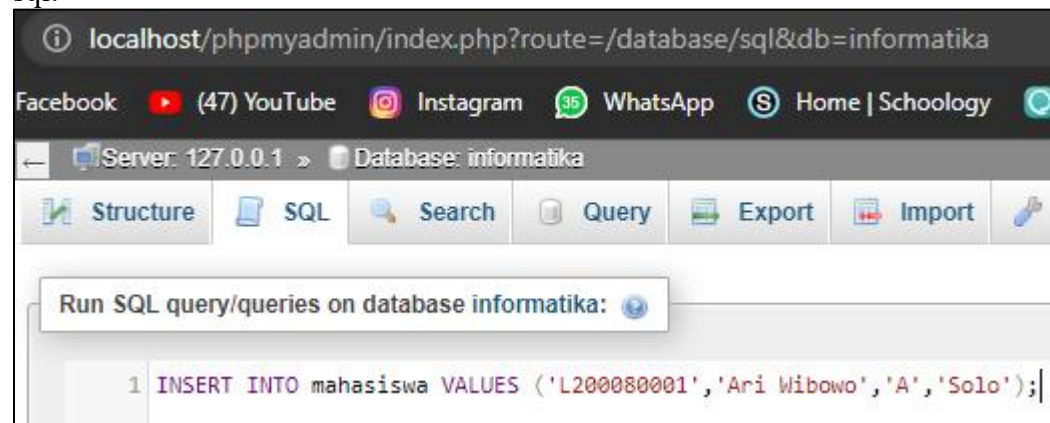 localhost/phpmyadmin/index.php?route=/database/sql&db=informatika
Facebook (47) YouTube Instagram 35 WhatsApp S Home | Schoology
← Server: 127.0.0.1 » Database: informatika
Structure SQL Search Query Export Import
Run SQL query/queries on database informatika:
1 INSERT INTO mahasiswa VALUES ('L200080001','Ari Wibowo','A','Solo');